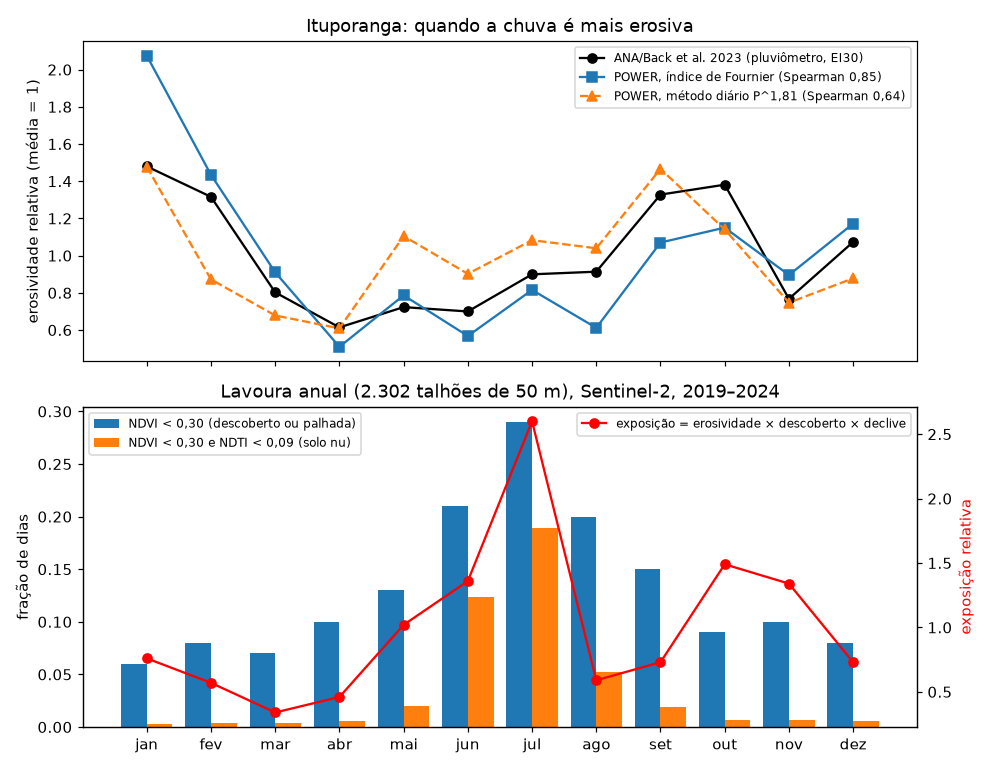 Ituporanga: quando a chuva é mais erosiva
erosividade relativa (média = 1)
2.0
1.8
1.6
1.4
1.2
1.0
0.8
0.6
ANA/Back et al. 2023 (pluviômetro, EI30)
POWER, índice de Fournier (Spearman 0,85)
POWER, método diário P^1,81 (Spearman 0,64)
Lavoura anual (2.302 talhões de 50 m), Sentinel-2, 2019–2024
fração de dias
0.30
0.25
0.20
0.15
0.10
0.05
0.00
NDVI < 0,30 (descoberto ou palhada)
NDVI < 0,30 e NDTI < 0,09 (solo nu)
exposição = erosividade × descoberto × declive
2.5
2.0
1.5
1.0
0.5
exposição relativa
jan fev mar abr mai jun jul ago set out nov dez